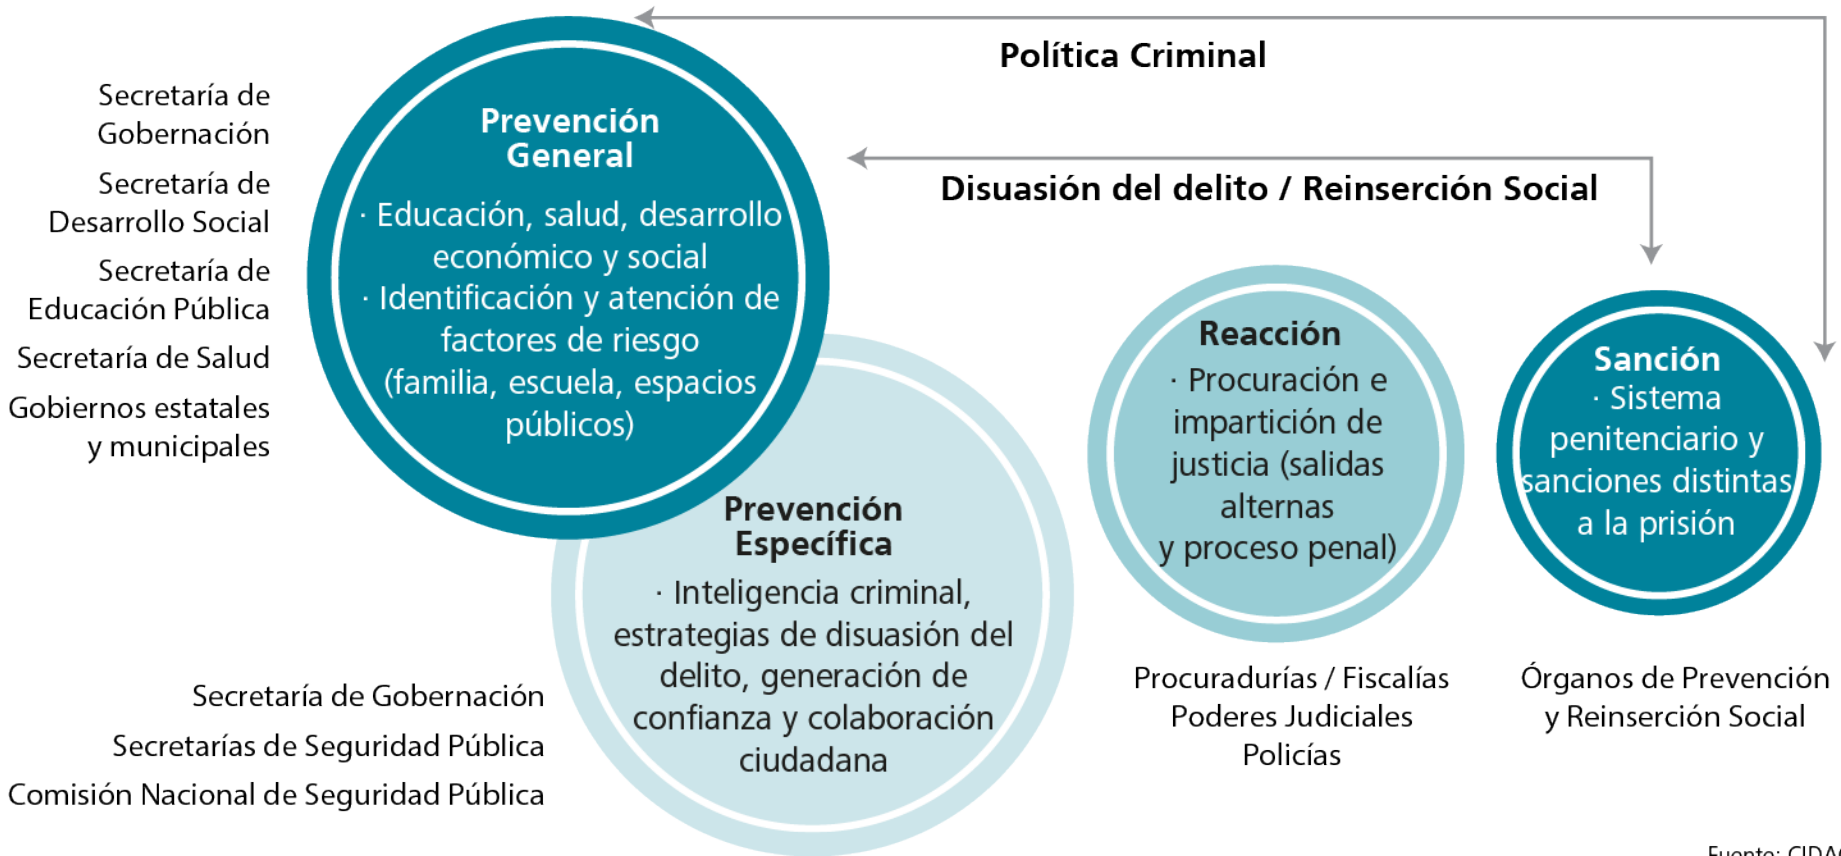 Política Criminal
Disuasión del delito / Reinserción Social
Secretaría de
Gobernación
Secretaría de
Desarrollo Social
Secretaría de
Educación Pública
Secretaría de Salud
Gobiernos estatales
y municipales
Prevención
General
· Educación, salud, desarrollo
económico y social
· Identificación y atención de
factores de riesgo
(familia, escuela, espacios
públicos)
Prevención
Específica
· Inteligencia criminal,
estrategias de disuasión del
delito, generación de
confianza y colaboración
ciudadana
Secretaría de Gobernación
Secretarías de Seguridad Pública
Comisión Nacional de Seguridad Pública
Reacción
· Procuración e
impartición de
justicia (salidas
alternas
y proceso penal)
Procuradurías / Fiscalías
Poderes Judiciales
Policías
Sanción
· Sistema
penitenciario y
sanciones distintas
a la prisión
Órganos de Prevención
y Reinserción Social
Fuente: CIDAC